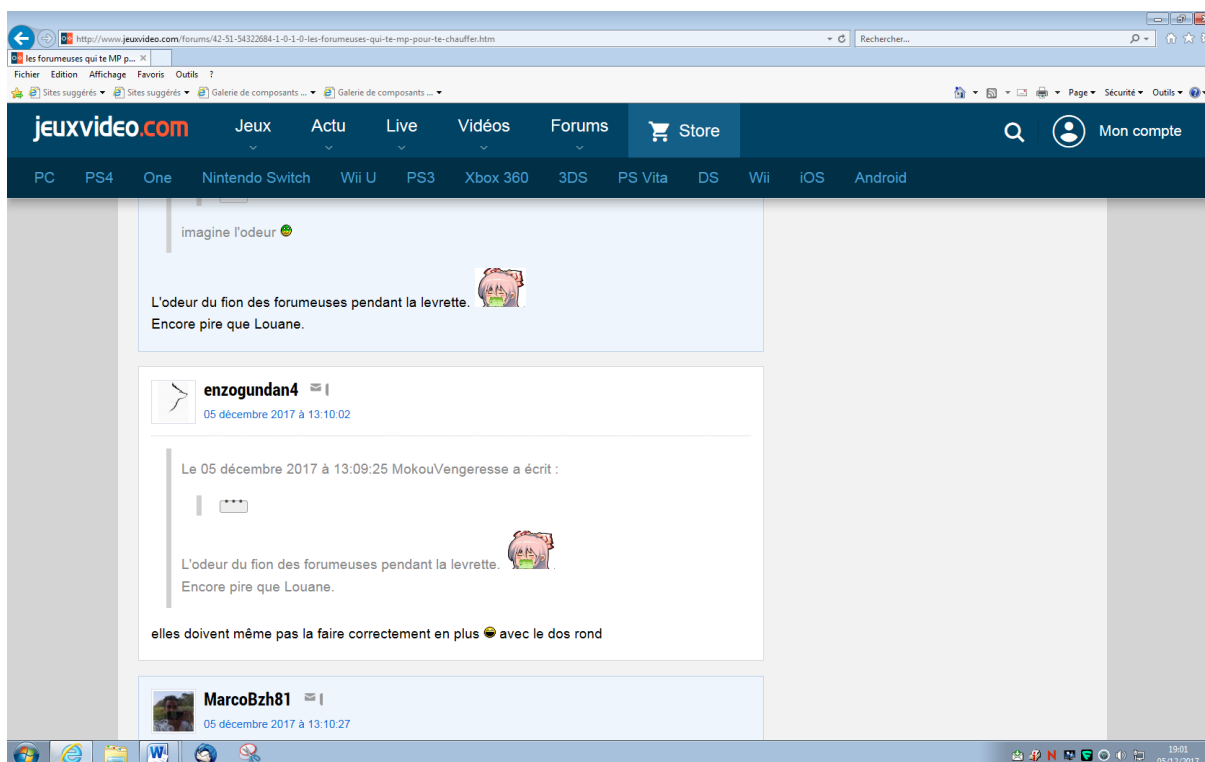 http://www.jeuxvideo.com/forums/42-51-54322684-1-0-1-0-les-forumeuses-qui-te-mp-pour-te-chauffer.htm
Rechercher...
les forumeuses qui te MP p...
Fichier Edition Affichage Favoris Outils ?
Sites suggérés Sites suggérés Galerie de composants ... Galerie de composants ... Page Sécurité Outils
jeuxvideo.com Jeux Actu Live Vidéos Forums Store Mon compte
PC PS4 One Nintendo Switch Wii U PS3 Xbox 360 3DS PS Vita DS Wii iOS Android
imagine l'odeur
L'odeur du fion des forumeuses pendant la levrette.
Encore pire que Louane.
enzogundan4
05 décembre 2017 à 13:10:02
Le 05 décembre 2017 à 13:09:25 MokouVengeresse a écrit :
L'odeur du fion des forumeuses pendant la levrette.
Encore pire que Louane.
elles doivent même pas la faire correctement en plus avec le dos rond
MarcoBzh81
05 décembre 2017 à 13:10:27
19:01
05/12/2017